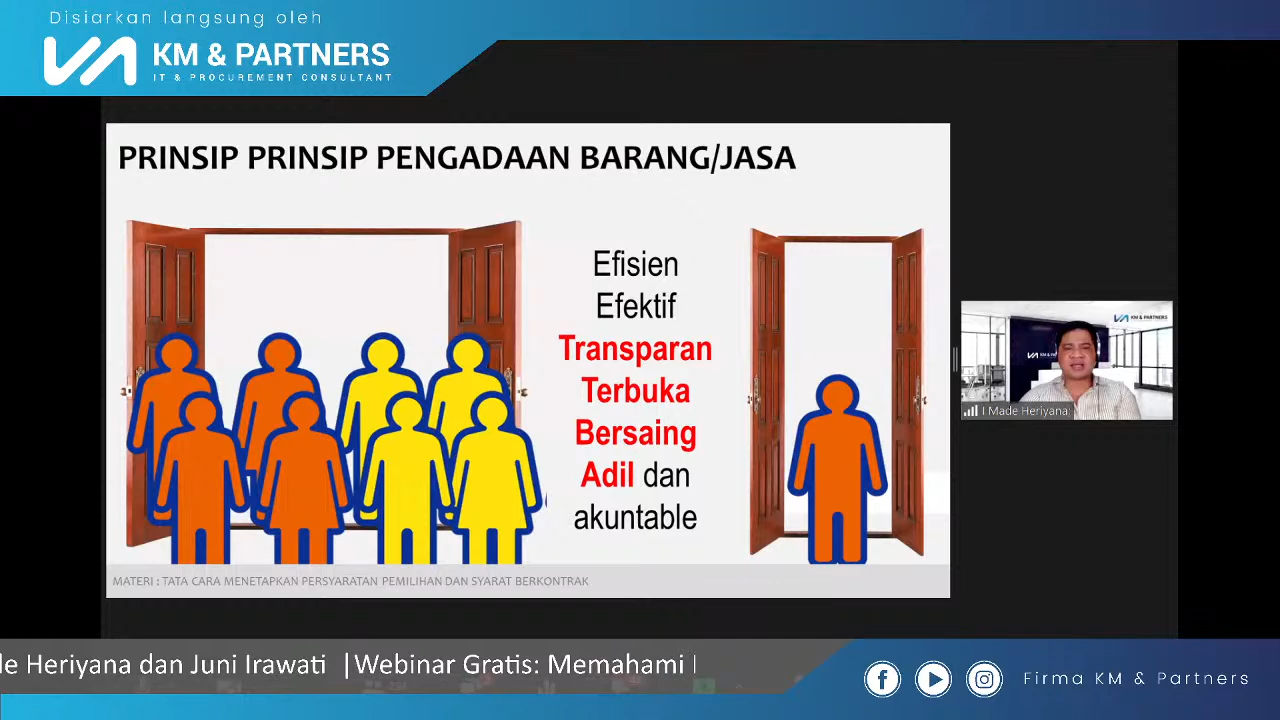 Disiarkan langsung oleh
KM & PARTNERS
IT & PROCUREMENT CONSULTANT
PRINSIP PRINSIP PENGADAAN BARANG/JASA
Efisien
Efektif
Transparan
Terbuka
Bersaing
Adil dan
akuntable
KM & PARTNERS
I Made Heriyana
MATERI : TATA CARA MENETAPKAN PERSYARATAN PEMILIHAN DAN SYARAT BERKONTRAK
de Heriyana dan Juni Irawati | Webinar Gratis: Memahami
Firma KM & Partners